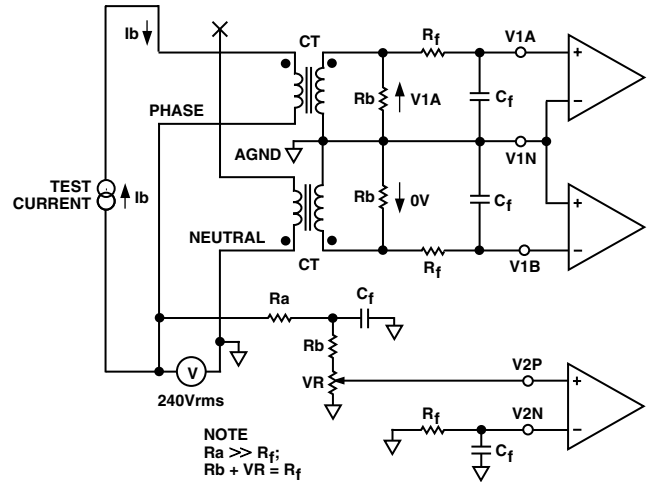 Ib
CT
Rf
V1A
+
−
Rb
V1A
Cf
PHASE
AGND
V1N
TEST
CURRENT
Ib
Rb
0V
Cf
+
−
NEUTRAL
CT
Rf
V1B
Ra
Cf
Rb
VR
V2P
+
−
V
240Vrms
Rf
V2N
Cf
NOTE
Ra >> Rf;
Rb + VR = Rf